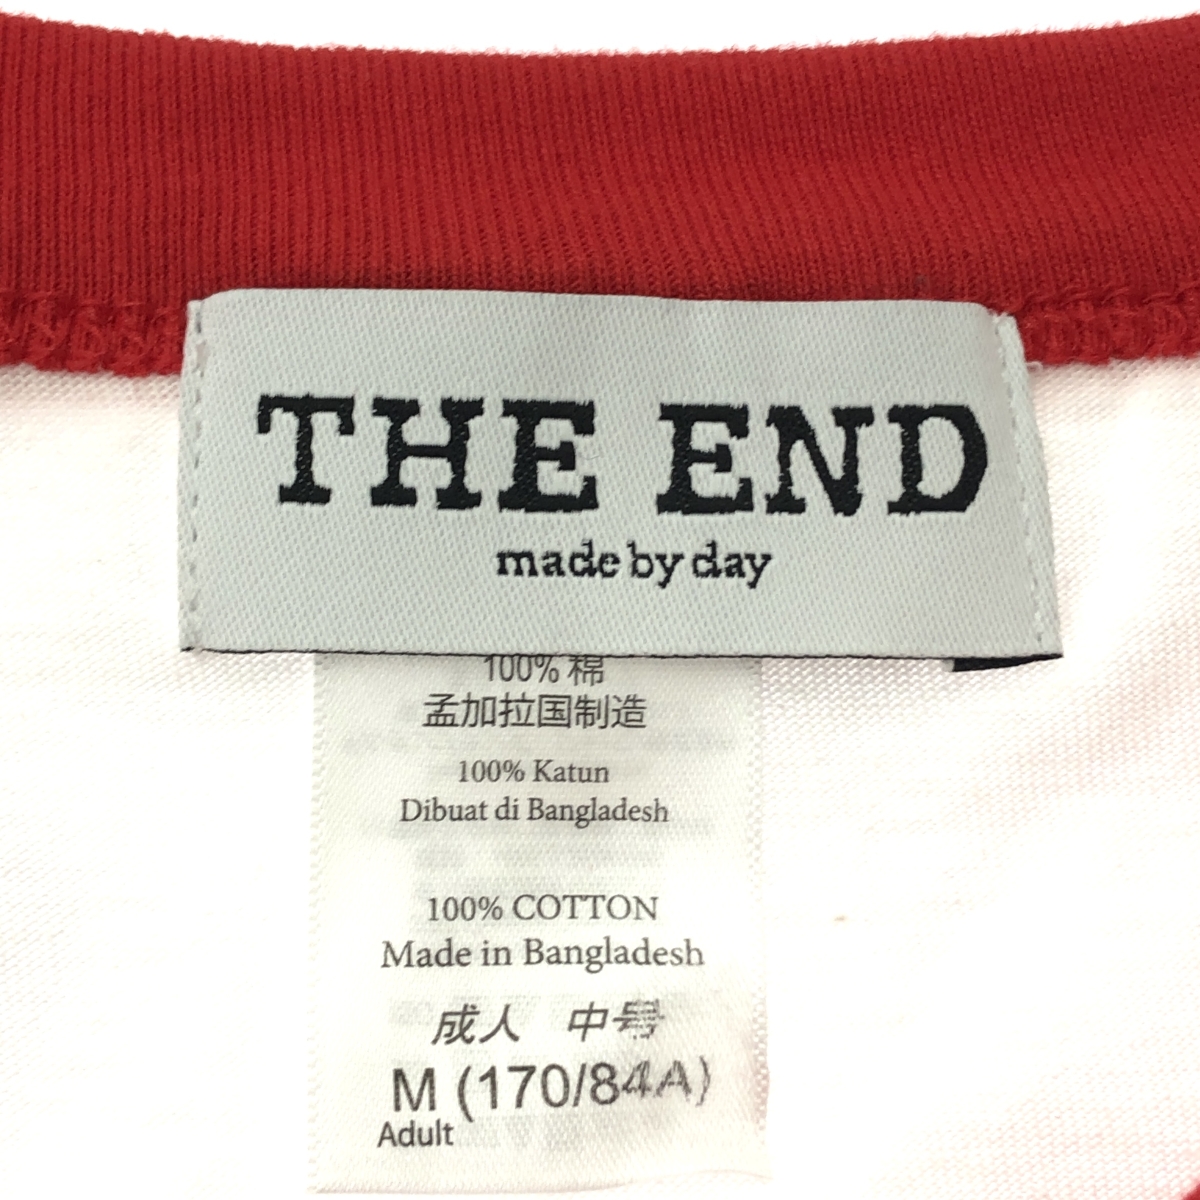 THE END
made by day
100% 棉
孟加拉国制造
100% Katun
Dibuat di Bangladesh
100% COTTON
Made in Bangladesh
成人 中号
M (170/84A)
Adult